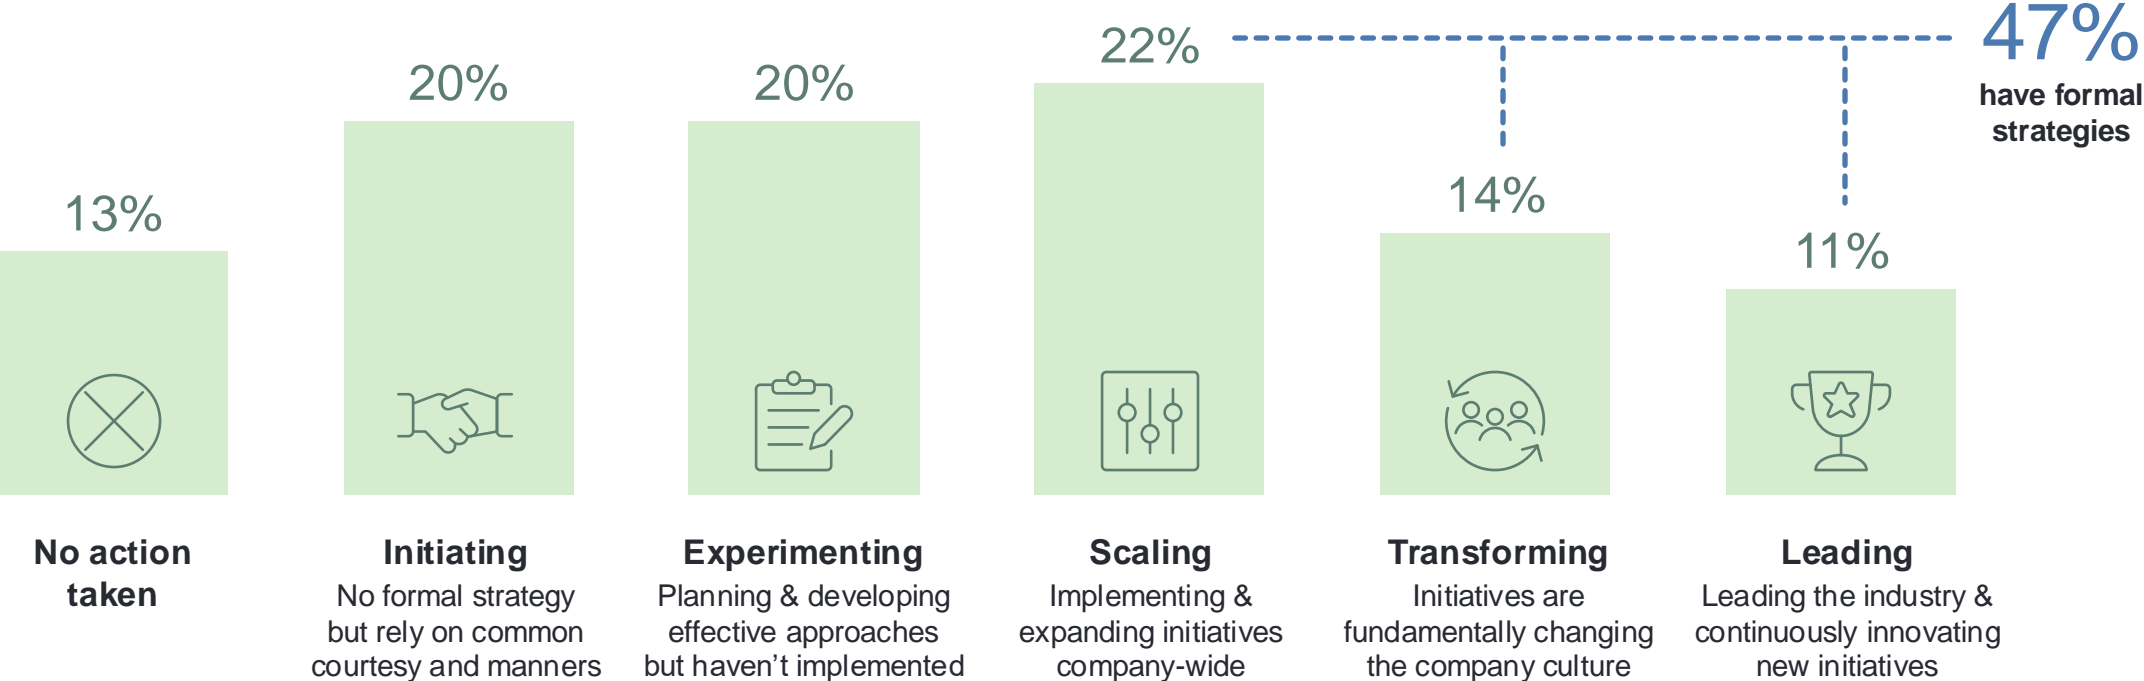 13%
No action
taken
20%
Initiating
No formal strategy
but rely on common
courtesy and manners
20%
Experimenting
Planning & developing
effective approaches
but haven’t implemented
22%
Scaling
Implementing &
expanding initiatives
company-wide
14%
Transforming
Initiatives are
fundamentally changing
the company culture
11%
Leading
Leading the industry &
continuously innovating
new initiatives
47%
have formal
strategies